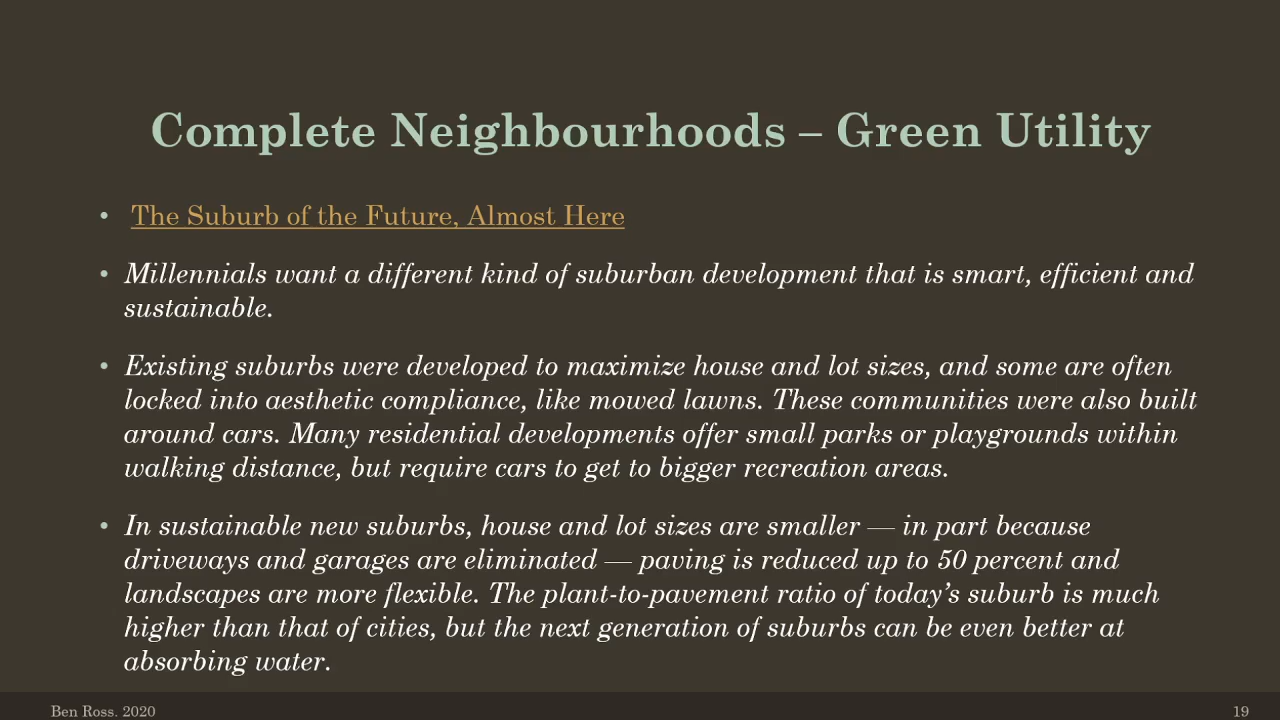 Complete Neighbourhoods – Green Utility
• The Suburb of the Future, Almost Here
• Millennials want a different kind of suburban development that is smart, efficient and
sustainable.
• Existing suburbs were developed to maximize house and lot sizes, and some are often
locked into aesthetic compliance, like mowed lawns. These communities were also built
around cars. Many residential developments offer small parks or playgrounds within
walking distance, but require cars to get to bigger recreation areas.
• In sustainable new suburbs, house and lot sizes are smaller — in part because
driveways and garages are eliminated — paving is reduced up to 50 percent and
landscapes are more flexible. The plant-to-pavement ratio of today’s suburb is much
higher than that of cities, but the next generation of suburbs can be even better at
absorbing water.
Ben Ross. 2020
19